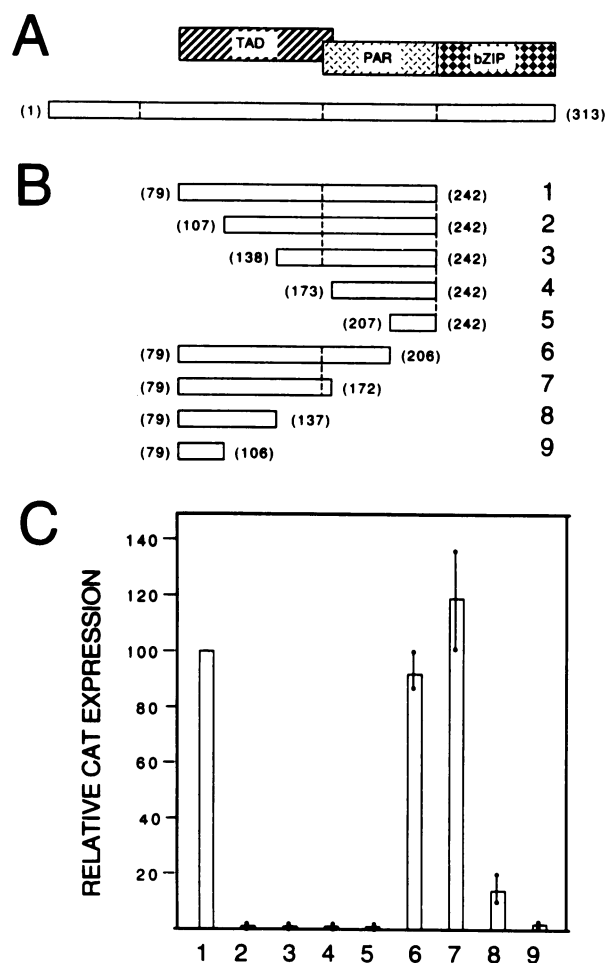 A
TAD
PAR
bZIP
(1) (313)
B
(79) (242) 1
(107) (242) 2
(138) (242) 3
(173) (242) 4
(207) (242) 5
(79) (206) 6
(79) (172) 7
(79) (137) 8
(79) (106) 9
C
RELATIVE CAT EXPRESSION
140
120
100
80
60
40
20
1 2 3 4 5 6 7 8 9